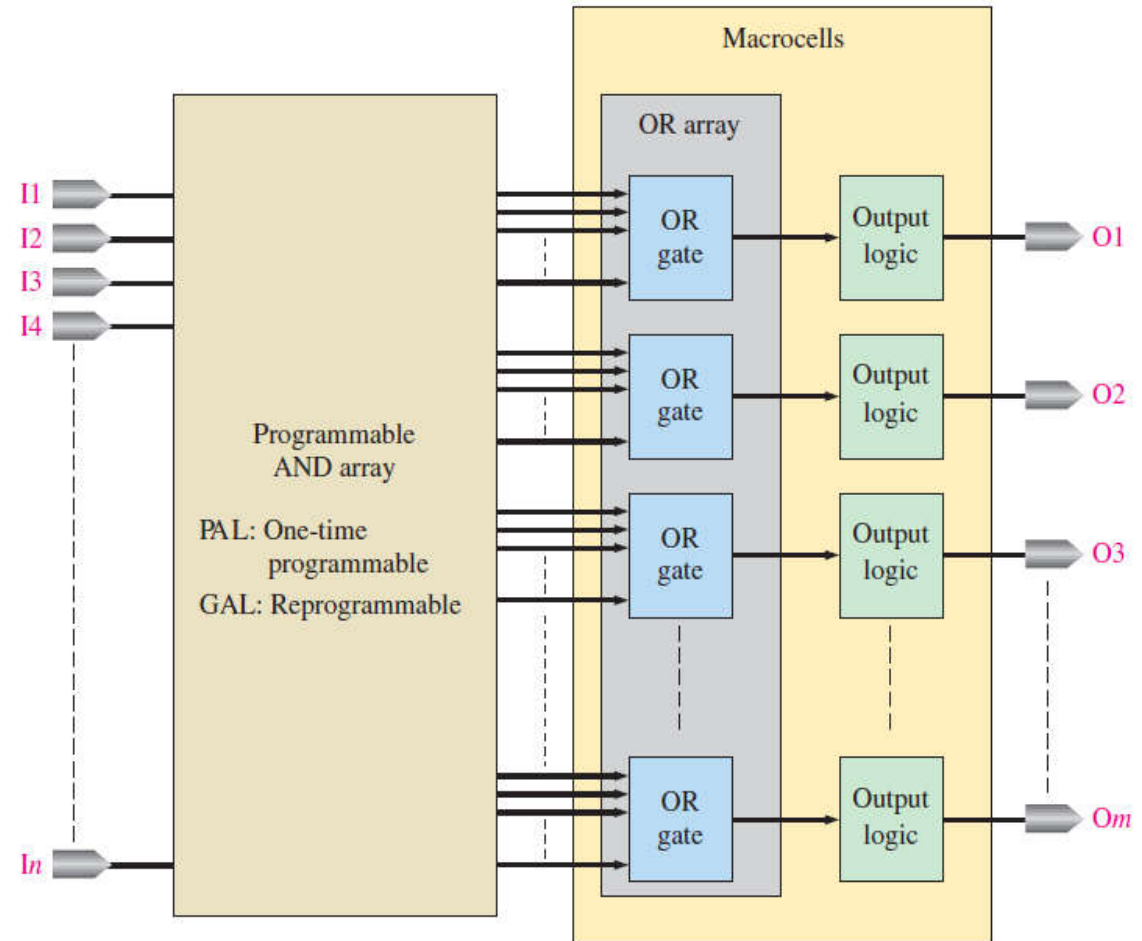 Macrocells
OR array
I1
I2
I3
I4
In
Programmable
AND array
PAL: One-time
programmable
GAL: Reprogrammable
OR
gate
Output
logic
O1
OR
gate
Output
logic
O2
OR
gate
Output
logic
O3
OR
gate
Output
logic
Om